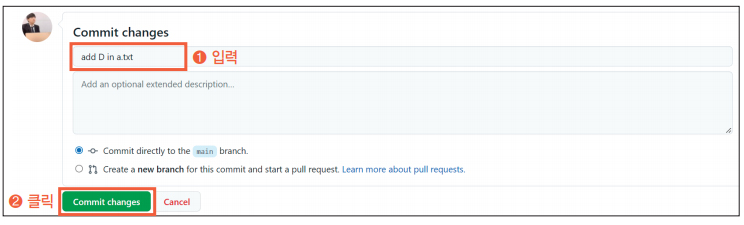 Commit changes
add D in a.txt
❶ 입력
Add an optional extended description...
Commit directly to the main branch.
Create a new branch for this commit and start a pull request. Learn more about pull requests.
❷ 클릭
Commit changes
Cancel